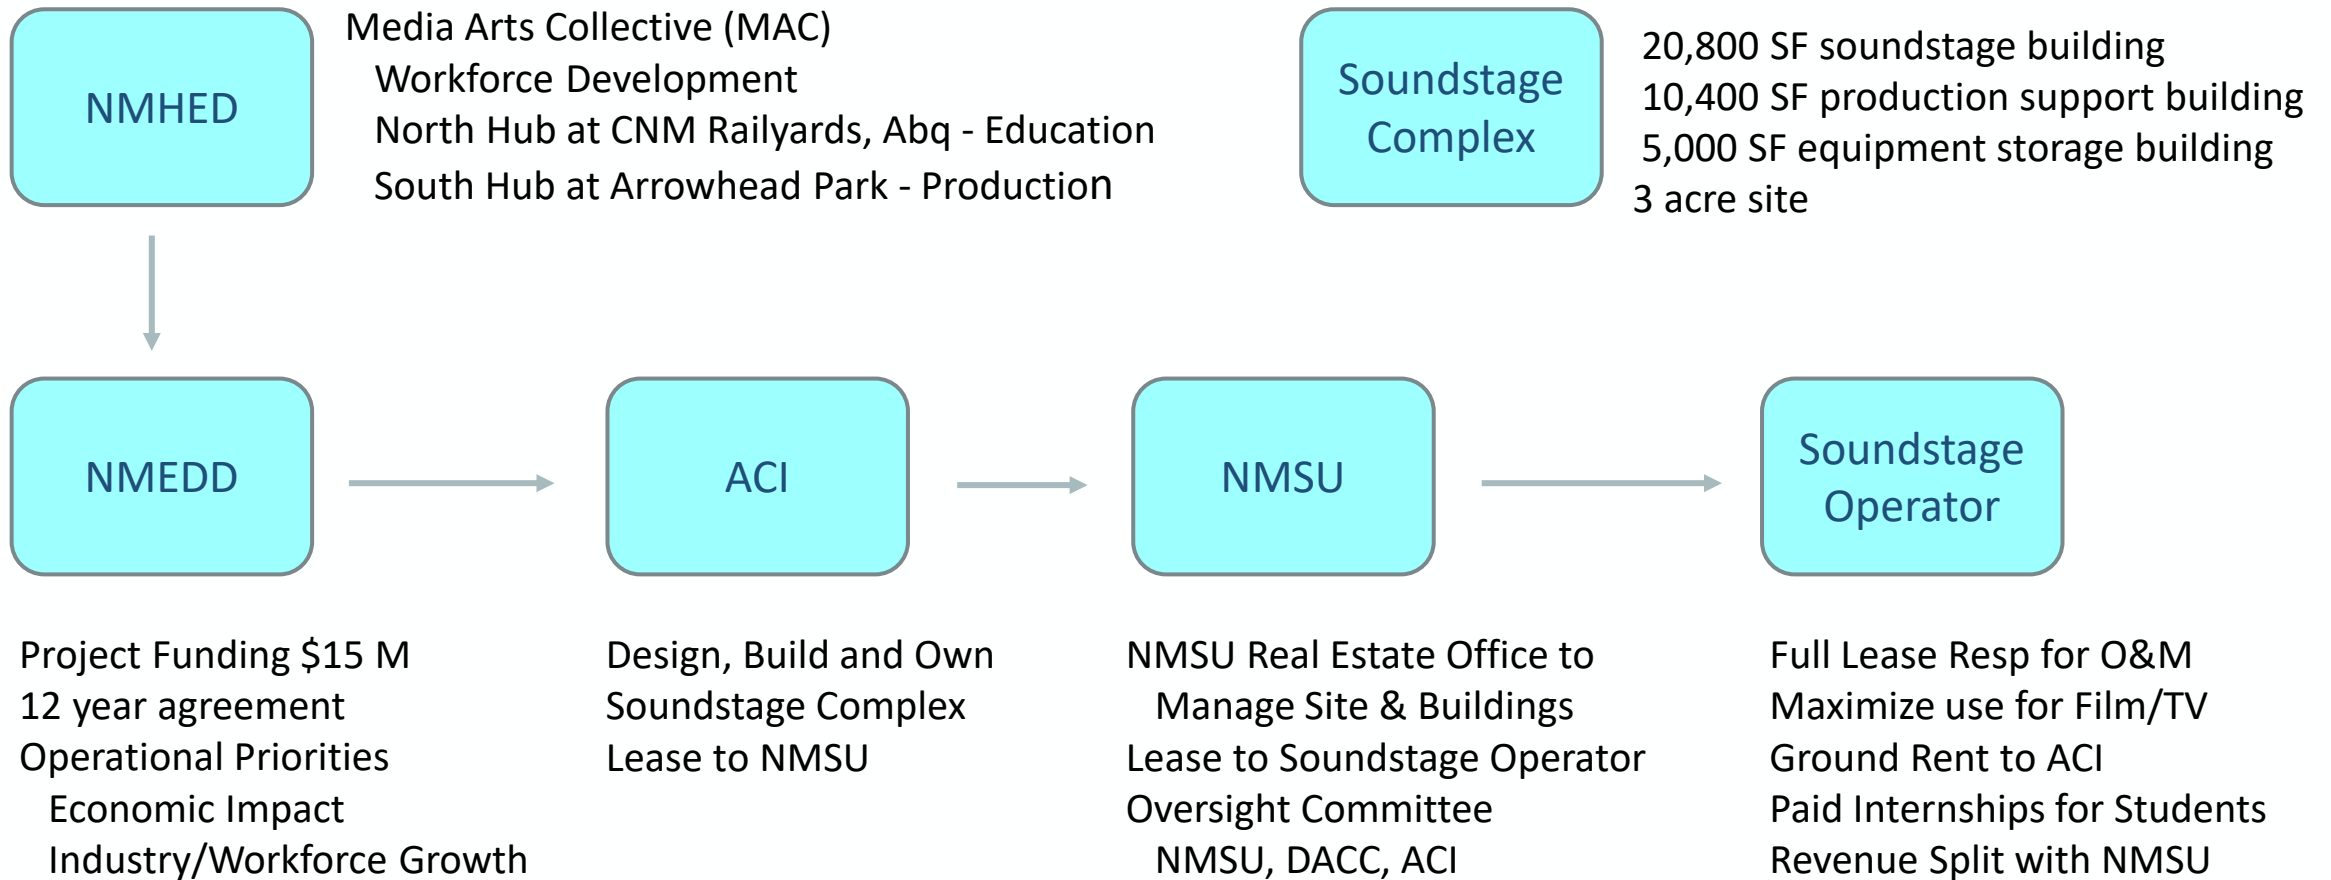 NMHED
Media Arts Collective (MAC)
Workforce Development
North Hub at CNM Railyards, Abq - Education
South Hub at Arrowhead Park - Production
Soundstage
Complex
20,800 SF soundstage building
10,400 SF production support building
5,000 SF equipment storage building
3 acre site
NMEDD
ACI
NMSU
Soundstage
Operator
Project Funding $15 M
12 year agreement
Operational Priorities
Economic Impact
Industry/Workforce Growth
Design, Build and Own
Soundstage Complex
Lease to NMSU
NMSU Real Estate Office to
Manage Site & Buildings
Lease to Soundstage Operator
Oversight Committee
NMSU, DACC, ACI
Full Lease Resp for O&M
Maximize use for Film/TV
Ground Rent to ACI
Paid Internships for Students
Revenue Split with NMSU